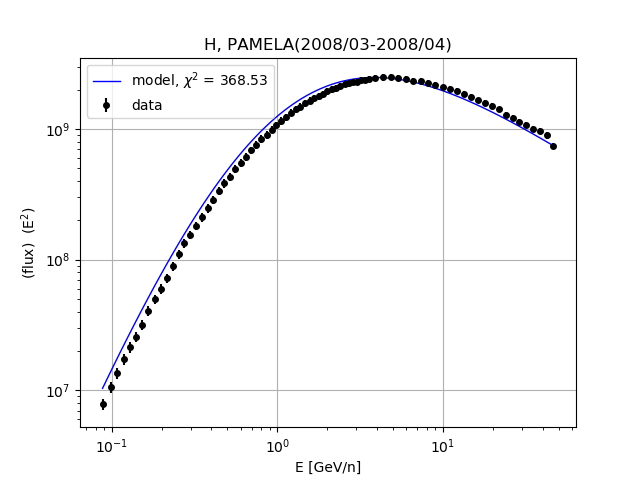 H, PAMELA(2008/03-2008/04)
model, χ² = 368.53
data
(flux) (E²)
10⁹
10⁸
10⁷
10⁻¹ 10⁰ 10¹
E [GeV/n]